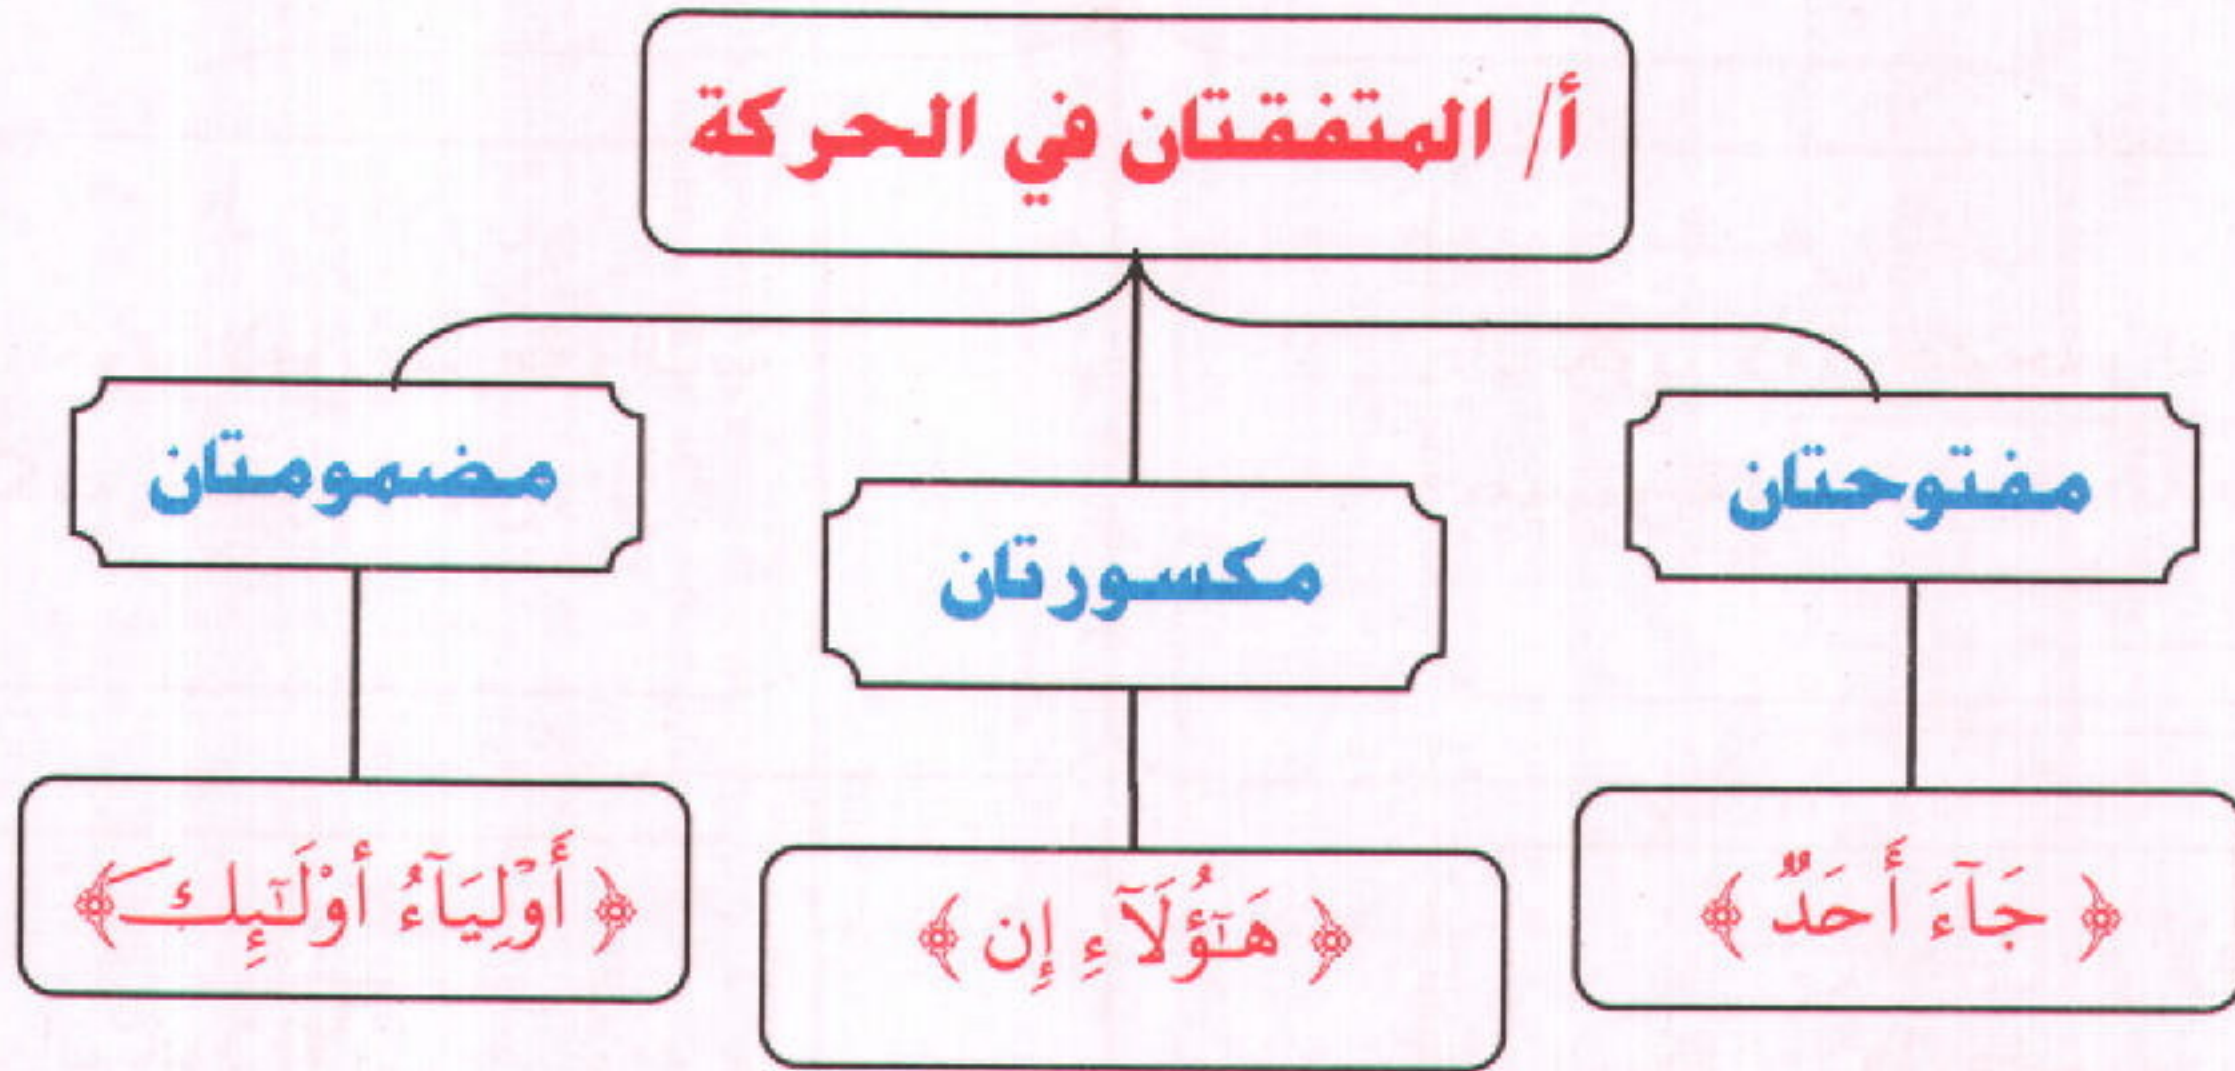 أ/ المتفقتان في الحركة
مفتوحتان
مكسورتان
مضمومتان
﴿ جَآءَ أَحَدٌ ﴾
﴿ هَـٰٓؤُلَآءِ إِن ﴾
﴿ أَوْلِيَآءُ أُوْلَـٰٓئِكَ ﴾